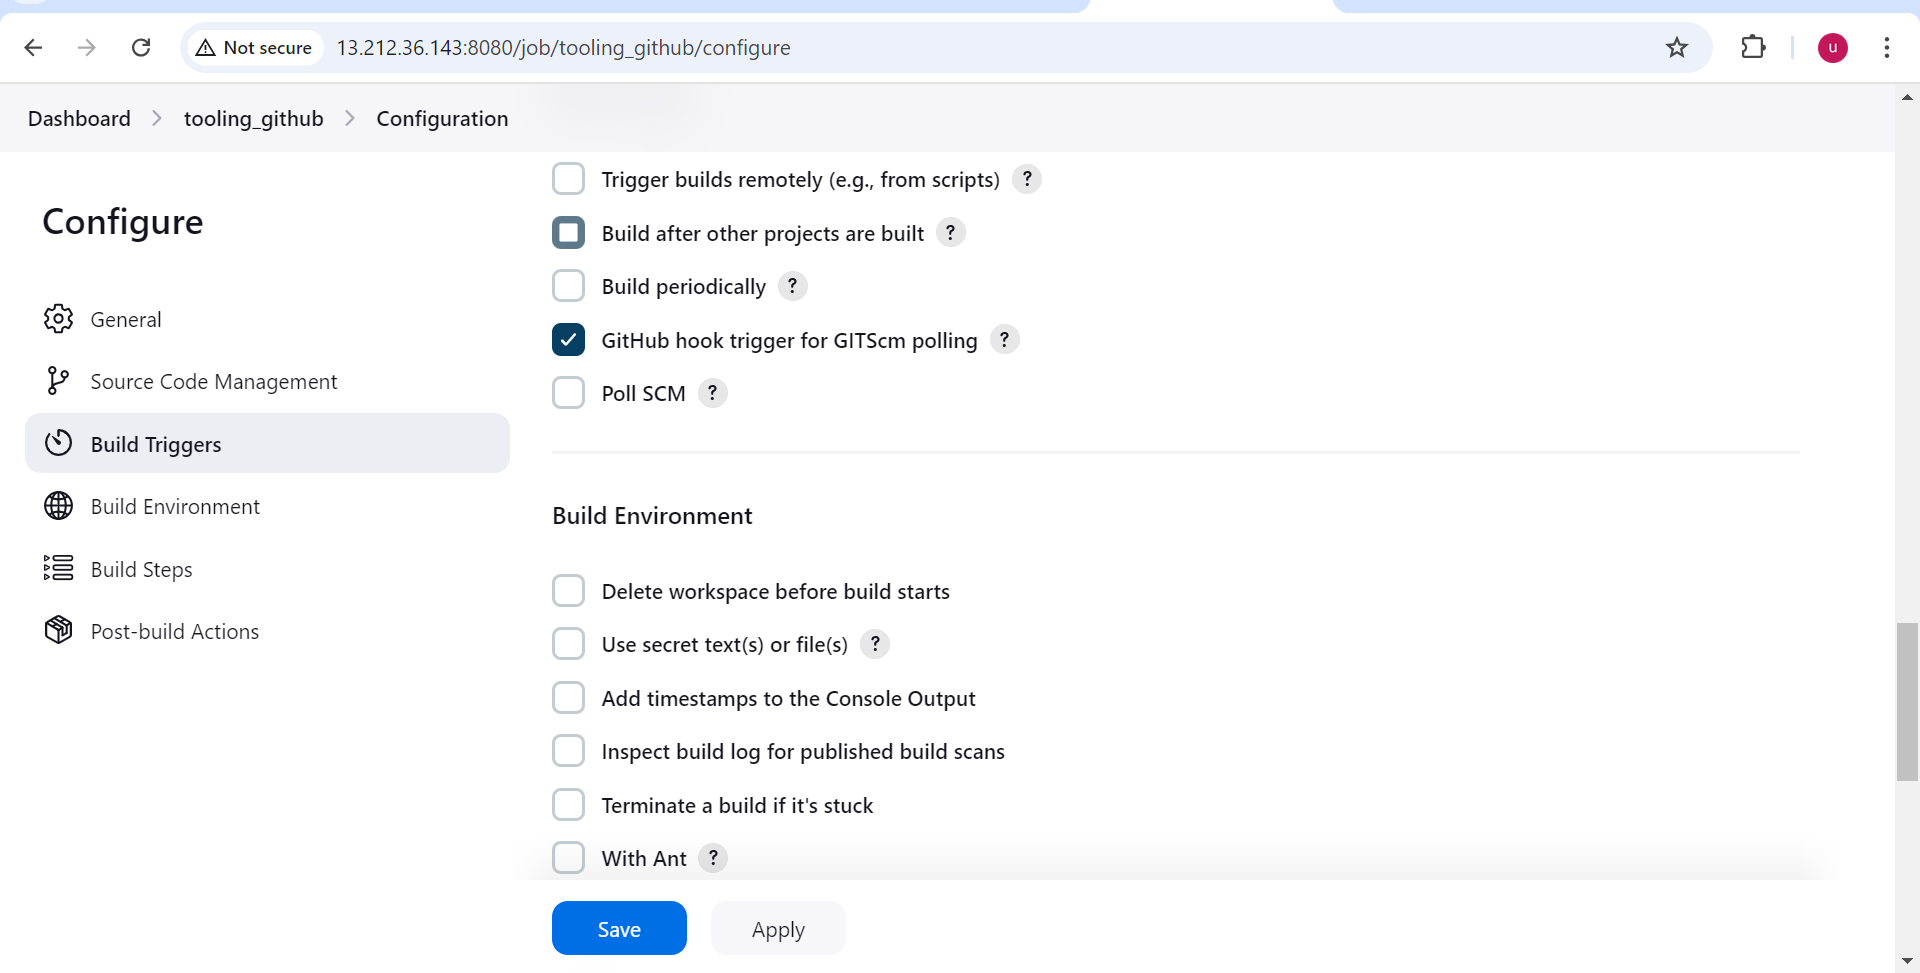 Not secure 13.212.36.143:8080/job/tooling_github/configure u
Dashboard tooling_github Configuration
Configure
General
Source Code Management
Build Triggers
Build Environment
Build Steps
Post-build Actions
Trigger builds remotely (e.g., from scripts) ?
Build after other projects are built ?
Build periodically ?
GitHub hook trigger for GITScm polling ?
Poll SCM ?
Build Environment
Delete workspace before build starts
Use secret text(s) or file(s) ?
Add timestamps to the Console Output
Inspect build log for published build scans
Terminate a build if it's stuck
With Ant ?
Save Apply